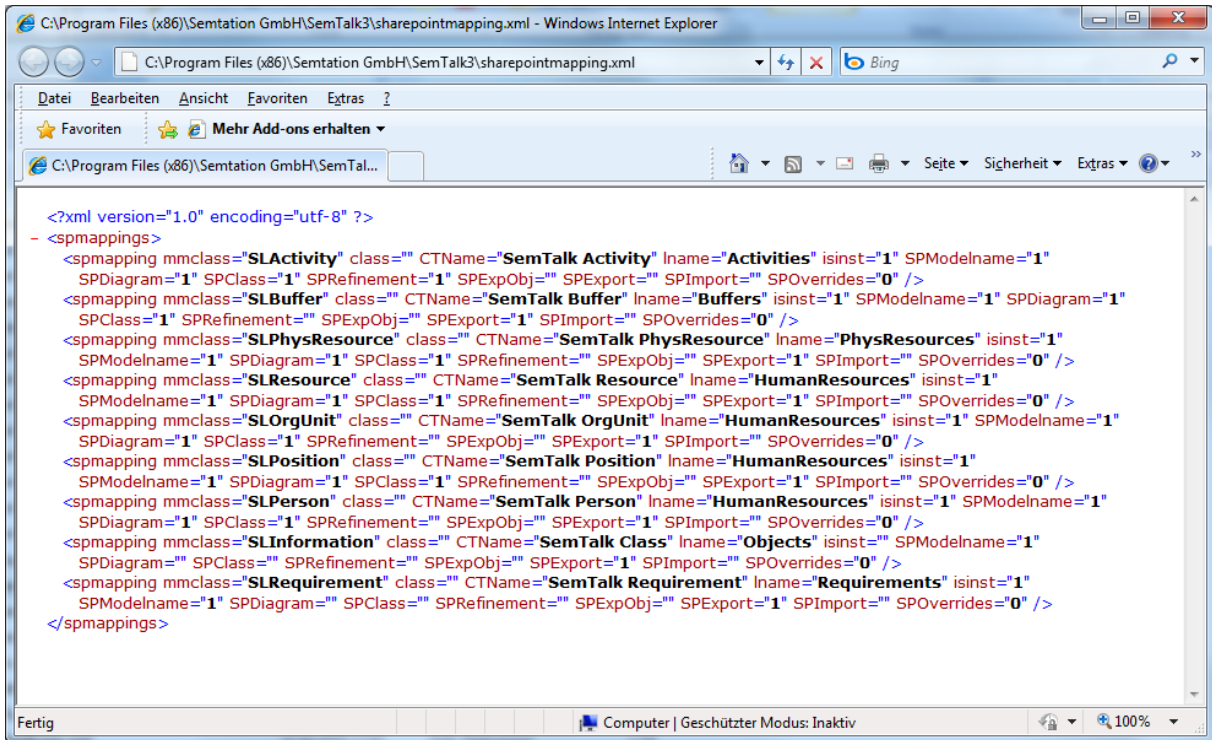 C:\Program Files (x86)\Semtation GmbH\SemTalk3\sharepointmapping.xml - Windows Internet Explorer
C:\Program Files (x86)\Semtation GmbH\SemTalk3\sharepointmapping.xml
Bing
Datei Bearbeiten Ansicht Favoriten Extras ?
Favoriten Mehr Add-ons erhalten
C:\Program Files (x86)\Semtation GmbH\SemTal... Seite Sicherheit Extras
<?xml version="1.0" encoding="utf-8" ?>
- <spmappings>
<spmapping mmclass="SLActivity" class="" CTName="SemTalk Activity" lname="Activities" isinst="1" SPModelname="1"
SPDiagram="1" SPClass="1" SPRefinement="1" SPExpObj="" SPExport="1" SPImport="" SPOverrides="0" />
<spmapping mmclass="SLBuffer" class="" CTName="SemTalk Buffer" lname="Buffers" isinst="1" SPModelname="1" SPDiagram="1"
SPClass="1" SPRefinement="" SPExpObj="" SPExport="1" SPImport="" SPOverrides="0" />
<spmapping mmclass="SLPhysResource" class="" CTName="SemTalk PhysResource" lname="PhysResources" isinst="1"
SPModelname="1" SPDiagram="1" SPClass="1" SPRefinement="" SPExpObj="" SPExport="1" SPImport="" SPOverrides="0" />
<spmapping mmclass="SLResource" class="" CTName="SemTalk Resource" lname="HumanResources" isinst="1"
SPModelname="1" SPDiagram="1" SPClass="1" SPRefinement="" SPExpObj="" SPExport="1" SPImport="" SPOverrides="0" />
<spmapping mmclass="SLOrgUnit" class="" CTName="SemTalk OrgUnit" lname="HumanResources" isinst="1" SPModelname="1"
SPDiagram="1" SPClass="1" SPRefinement="" SPExpObj="" SPExport="1" SPImport="" SPOverrides="0" />
<spmapping mmclass="SLPosition" class="" CTName="SemTalk Position" lname="HumanResources" isinst="1"
SPModelname="1" SPDiagram="1" SPClass="1" SPRefinement="" SPExpObj="" SPExport="1" SPImport="" SPOverrides="0" />
<spmapping mmclass="SLPerson" class="" CTName="SemTalk Person" lname="HumanResources" isinst="1" SPModelname="1"
SPDiagram="1" SPClass="1" SPRefinement="" SPExpObj="" SPExport="1" SPImport="" SPOverrides="0" />
<spmapping mmclass="SLInformation" class="" CTName="SemTalk Class" lname="Objects" isinst="" SPModelname="1"
SPDiagram="" SPClass="" SPRefinement="" SPExpObj="" SPExport="1" SPImport="" SPOverrides="0" />
<spmapping mmclass="SLRequirement" class="" CTName="SemTalk Requirement" lname="Requirements" isinst="1"
SPModelname="1" SPDiagram="" SPClass="" SPRefinement="" SPExpObj="" SPExport="1" SPImport="" SPOverrides="0" />
</spmappings>
Fertig Computer | Geschützter Modus: Inaktiv 100%